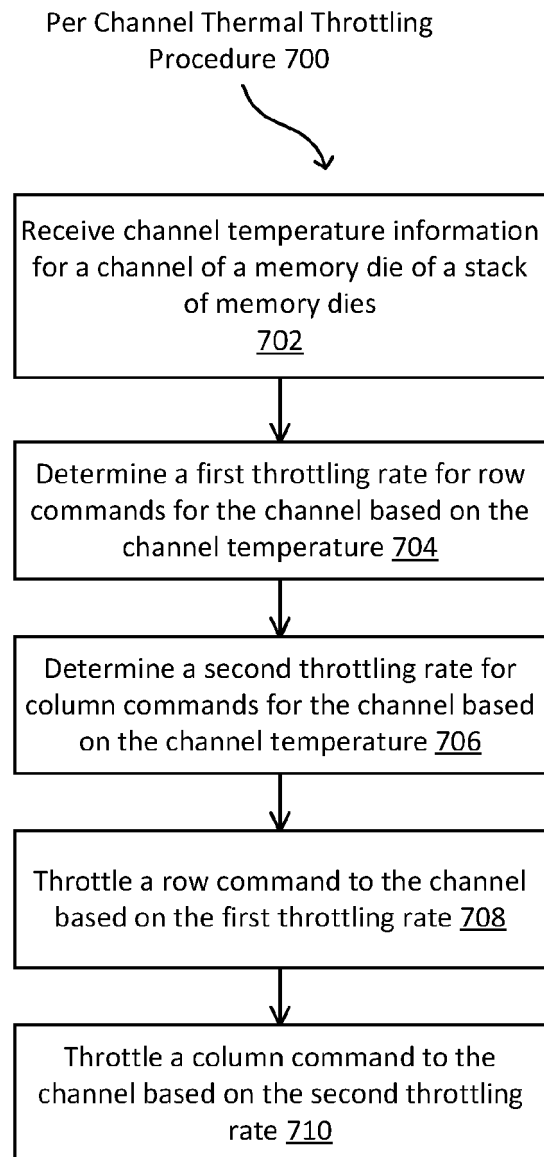 Per Channel Thermal Throttling
Procedure 700
Receive channel temperature information
for a channel of a memory die of a stack
of memory dies
702
Determine a first throttling rate for row
commands for the channel based on the
channel temperature 704
Determine a second throttling rate for
column commands for the channel based
on the channel temperature 706
Throttle a row command to the channel
based on the first throttling rate 708
Throttle a column command to the
channel based on the second throttling
rate 710